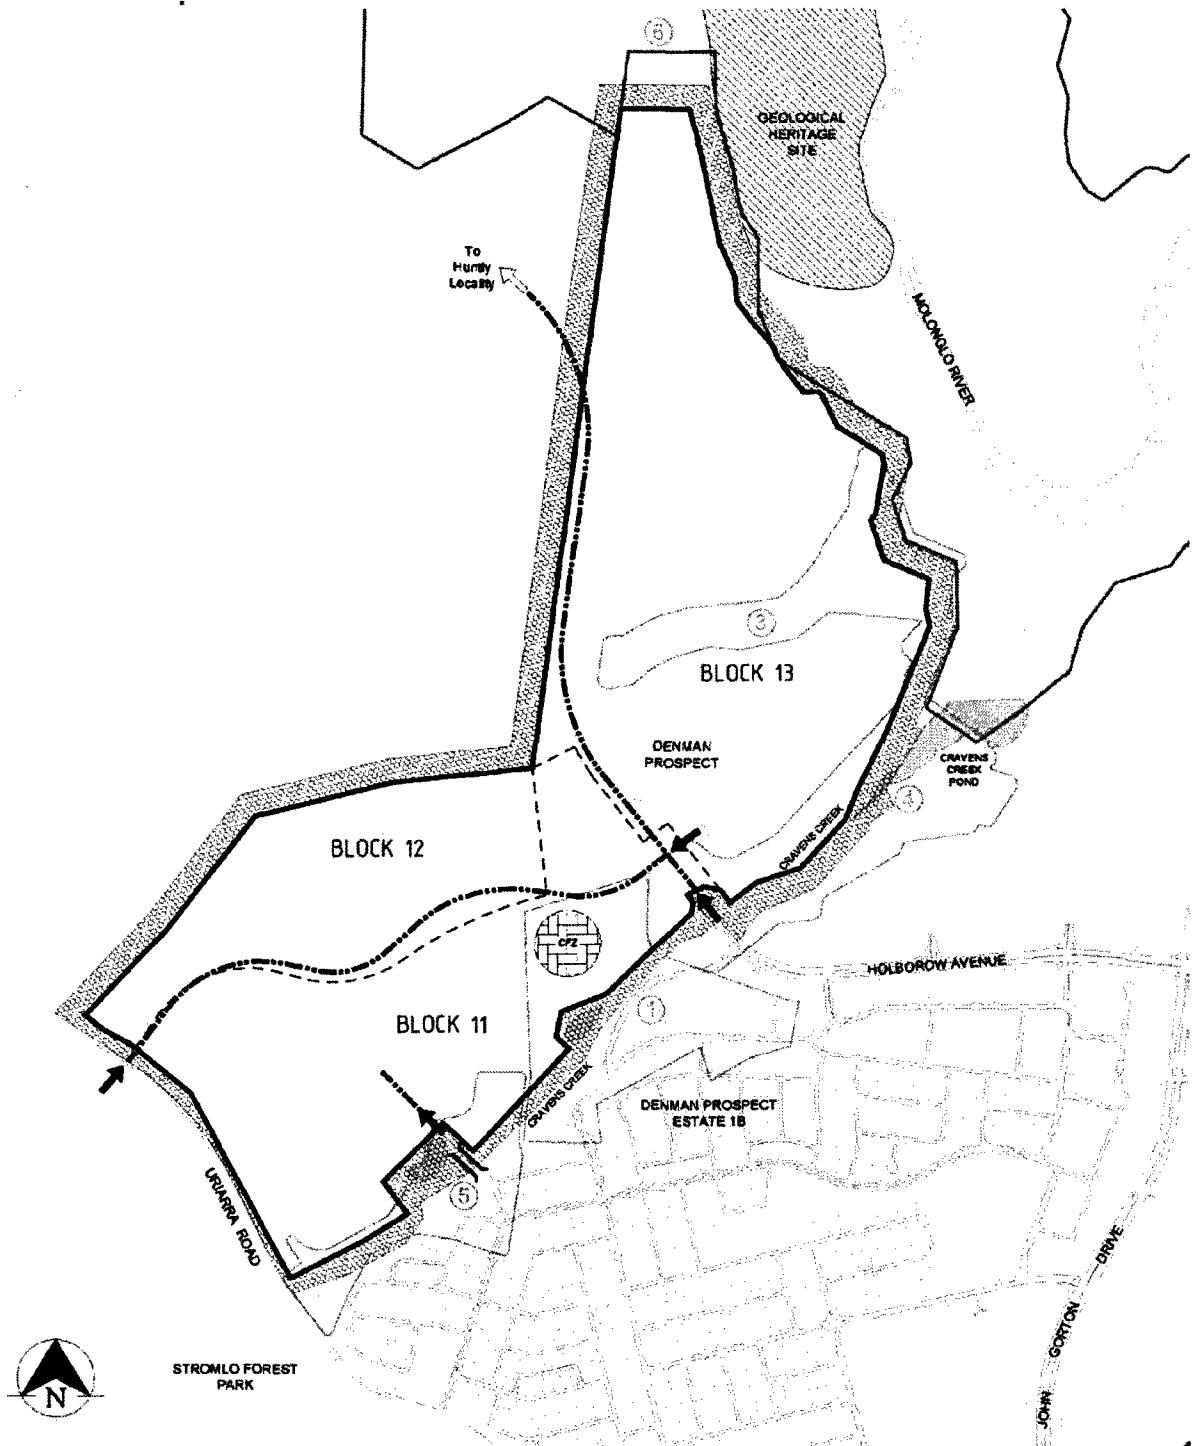 6
GEOLOGICAL
HERITAGE
SITE
To
Huntly
Locality
MOLONGLO RIVER
3
BLOCK 13
DENMAN
PROSPECT
CRAVENS
CREEK
POND
4
CRAVENS CREEK
BLOCK 12
CFZ
HOLBOROW AVENUE
1
BLOCK 11
CRAVENS CREEK
DENMAN PROSPECT
ESTATE 1B
5
URIARRA ROAD
JOHN GORTON DRIVE
STROMLO FOREST
PARK
N